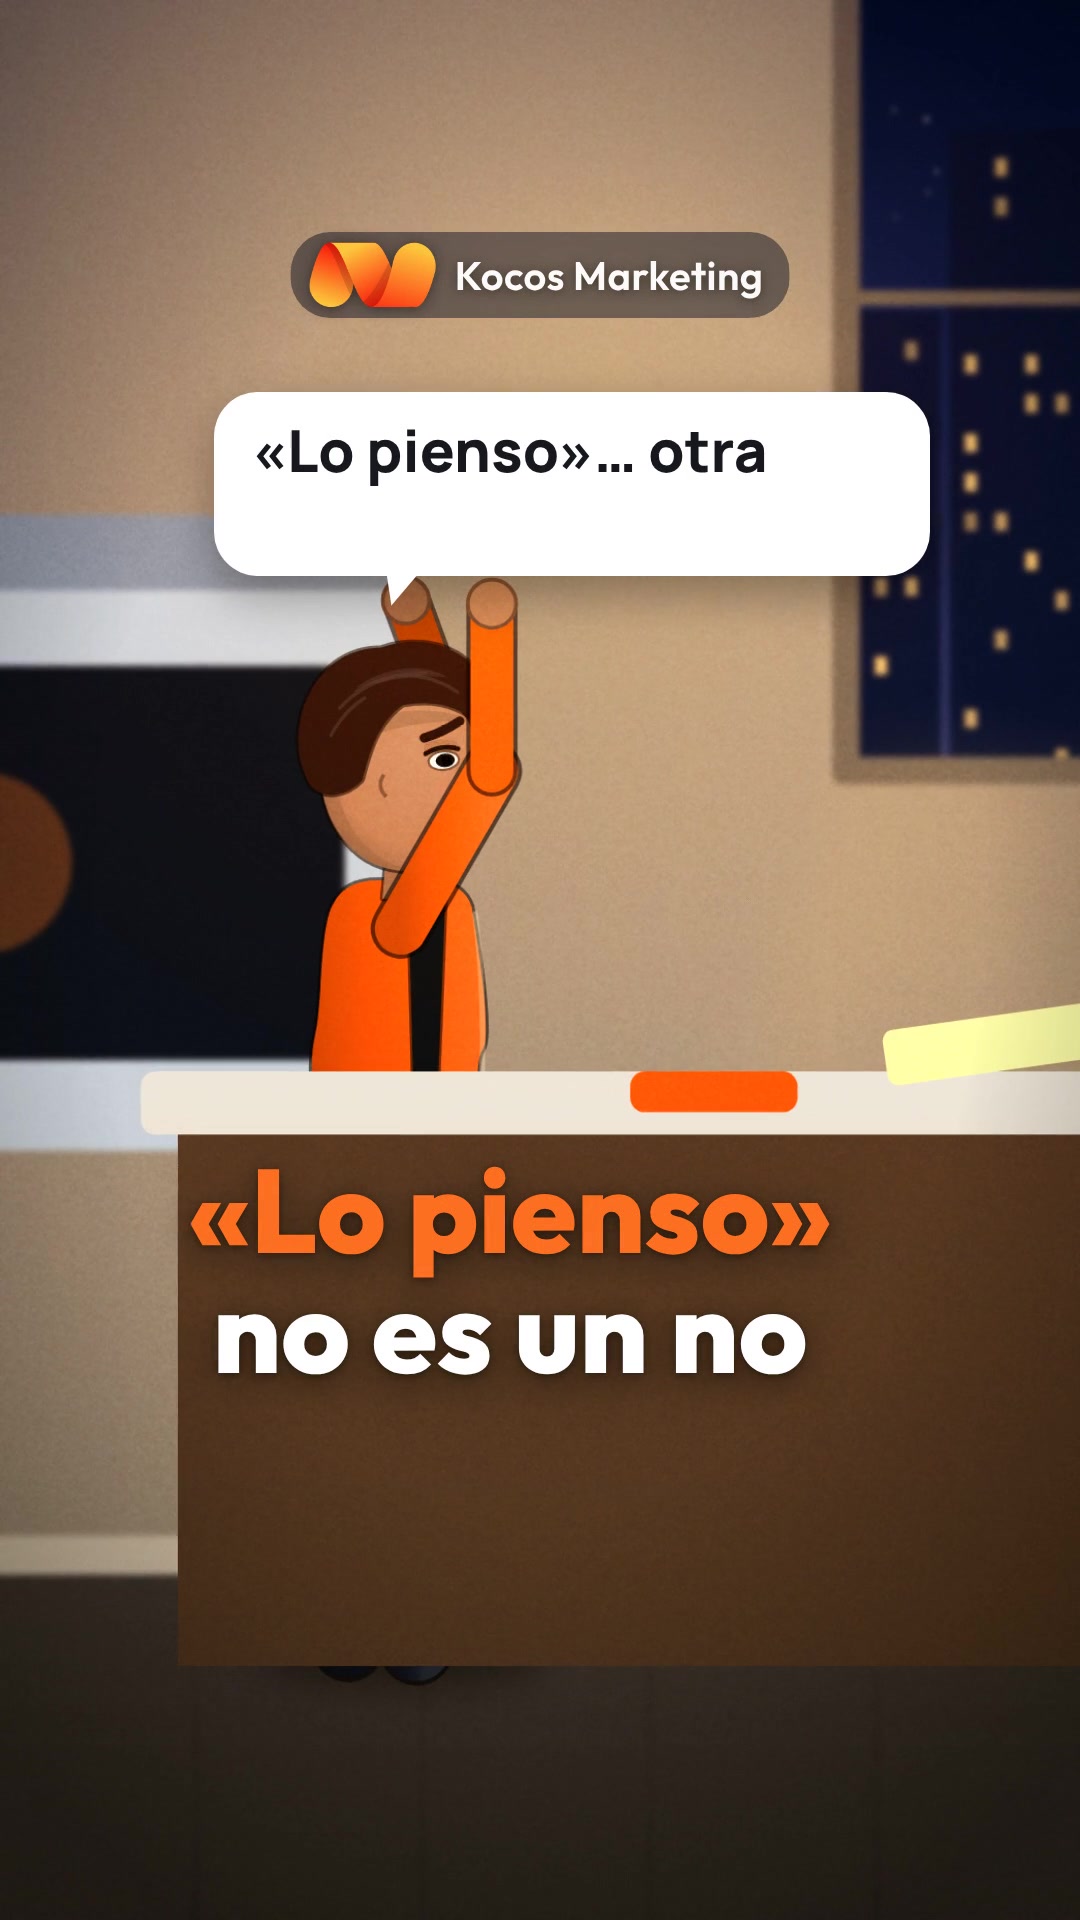 Kocos Marketing
«Lo pienso»... otra
«Lo pienso»
no es un no